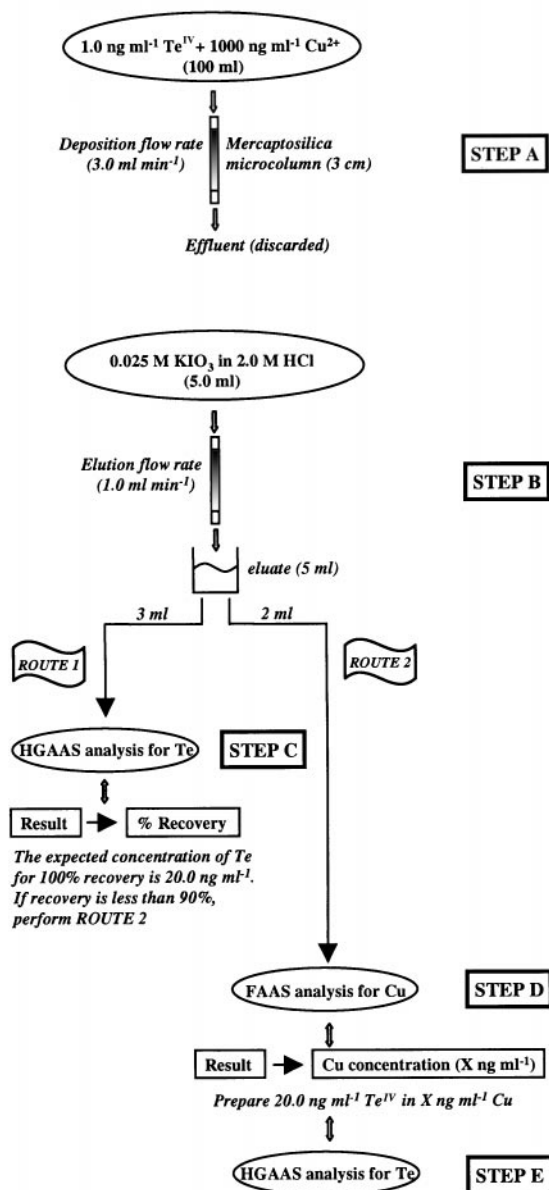 1.0 ng ml⁻¹ Teᴵⱽ + 1000 ng ml⁻¹ Cu²⁺
(100 ml)
Deposition flow rate
(3.0 ml min⁻¹)
Mercaptosilica
microcolumn (3 cm)
STEP A
Effluent (discarded)
0.025 M KIO₃ in 2.0 M HCl
(5.0 ml)
Elution flow rate
(1.0 ml min⁻¹)
STEP B
eluate (5 ml)
3 ml
2 ml
ROUTE 1
ROUTE 2
HGAAS analysis for Te
STEP C
Result
% Recovery
The expected concentration of Te
for 100% recovery is 20.0 ng ml⁻¹.
If recovery is less than 90%,
perform ROUTE 2
FAAS analysis for Cu
STEP D
Result
Cu concentration (X ng ml⁻¹)
Prepare 20.0 ng ml⁻¹ Teᴵⱽ in X ng ml⁻¹ Cu
HGAAS analysis for Te
STEP E